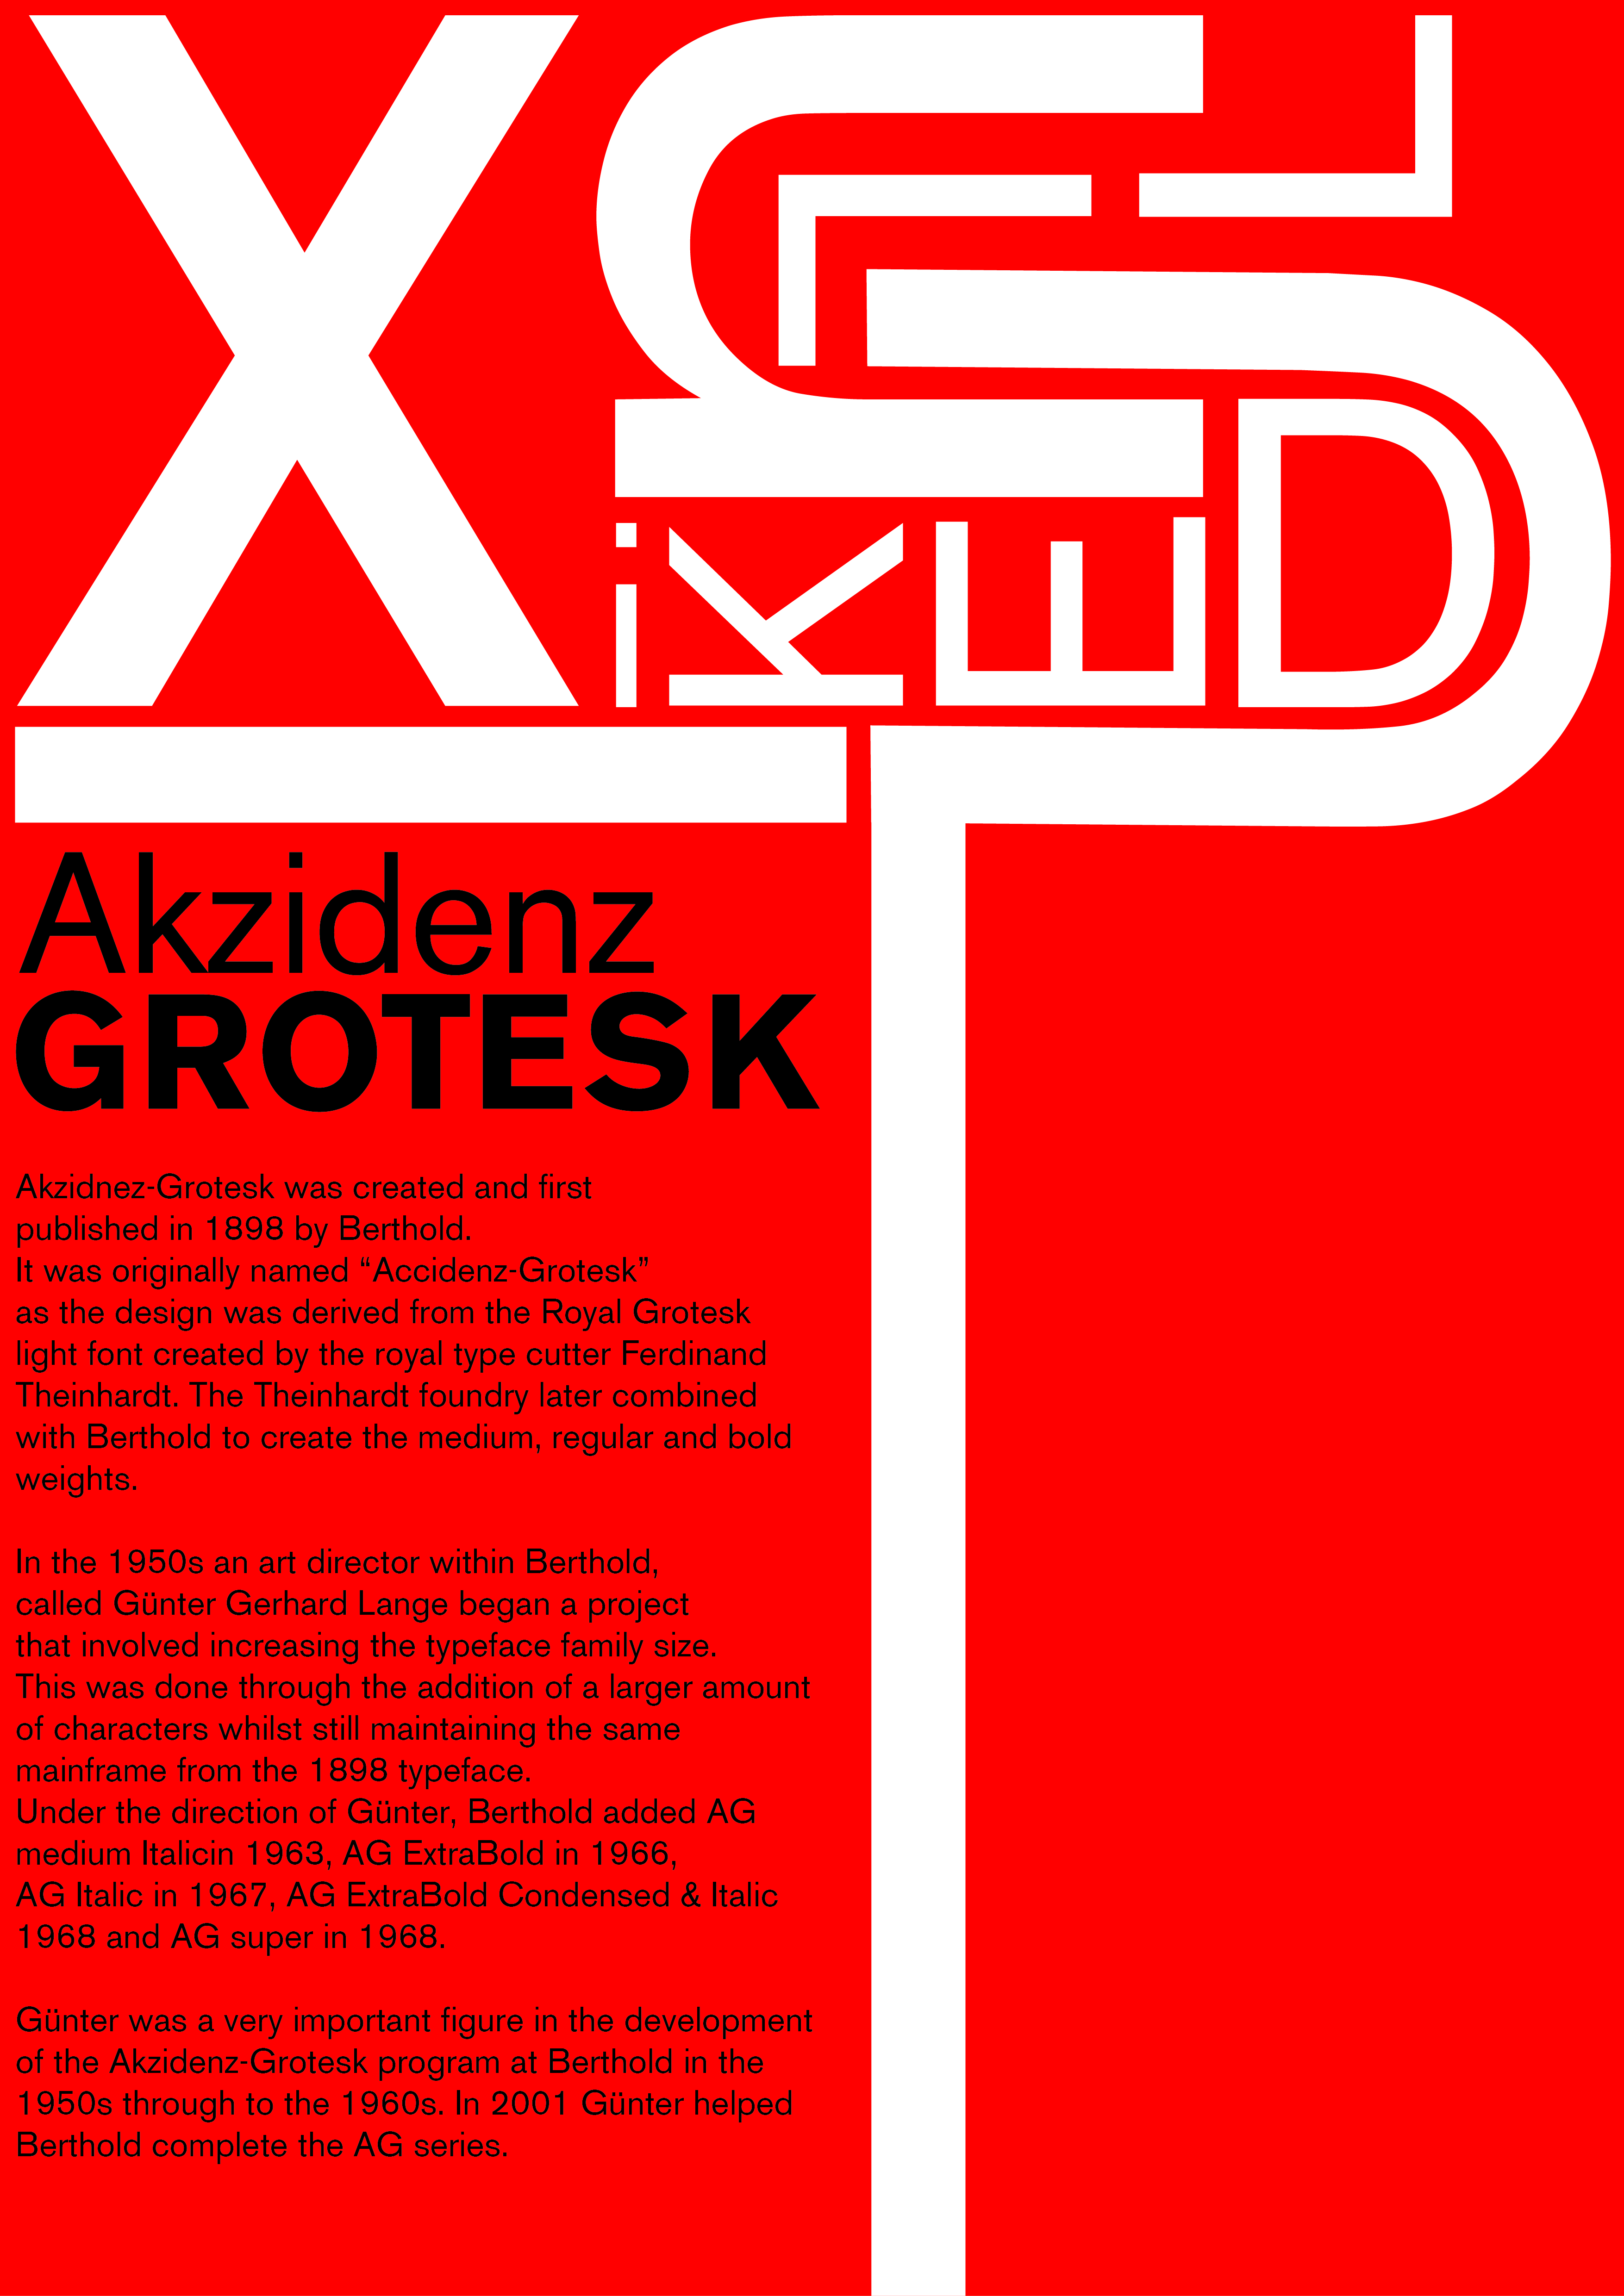 X
i K E D
Akzidenz
GROTESK
Akzidnez-Grotesk was created and first
published in 1898 by Berthold.
It was originally named “Accidenz-Grotesk”
as the design was derived from the Royal Grotesk
light font created by the royal type cutter Ferdinand
Theinhardt. The Theinhardt foundry later combined
with Berthold to create the medium, regular and bold
weights.
In the 1950s an art director within Berthold,
called Günter Gerhard Lange began a project
that involved increasing the typeface family size.
This was done through the addition of a larger amount
of characters whilst still maintaining the same
mainframe from the 1898 typeface.
Under the direction of Günter, Berthold added AG
medium Italicin 1963, AG ExtraBold in 1966,
AG Italic in 1967, AG ExtraBold Condensed & Italic
1968 and AG super in 1968.
Günter was a very important figure in the development
of the Akzidenz-Grotesk program at Berthold in the
1950s through to the 1960s. In 2001 Günter helped
Berthold complete the AG series.